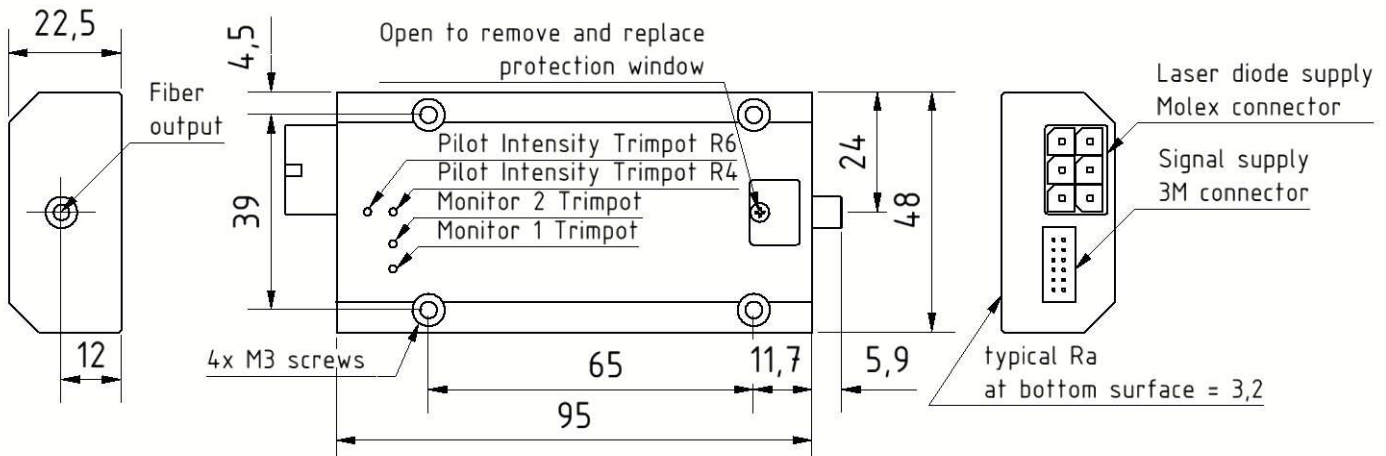 22,5
4,5
Open to remove and replace
protection window
Fiber
output
Laser diode supply
Molex connector
Pilot Intensity Trimpot R6
Pilot Intensity Trimpot R4
Monitor 2 Trimpot
Monitor 1 Trimpot
24
48
39
Signal supply
3M connector
12
4x M3 screws
65
11,7
5,9
95
typical Ra
at bottom surface = 3,2